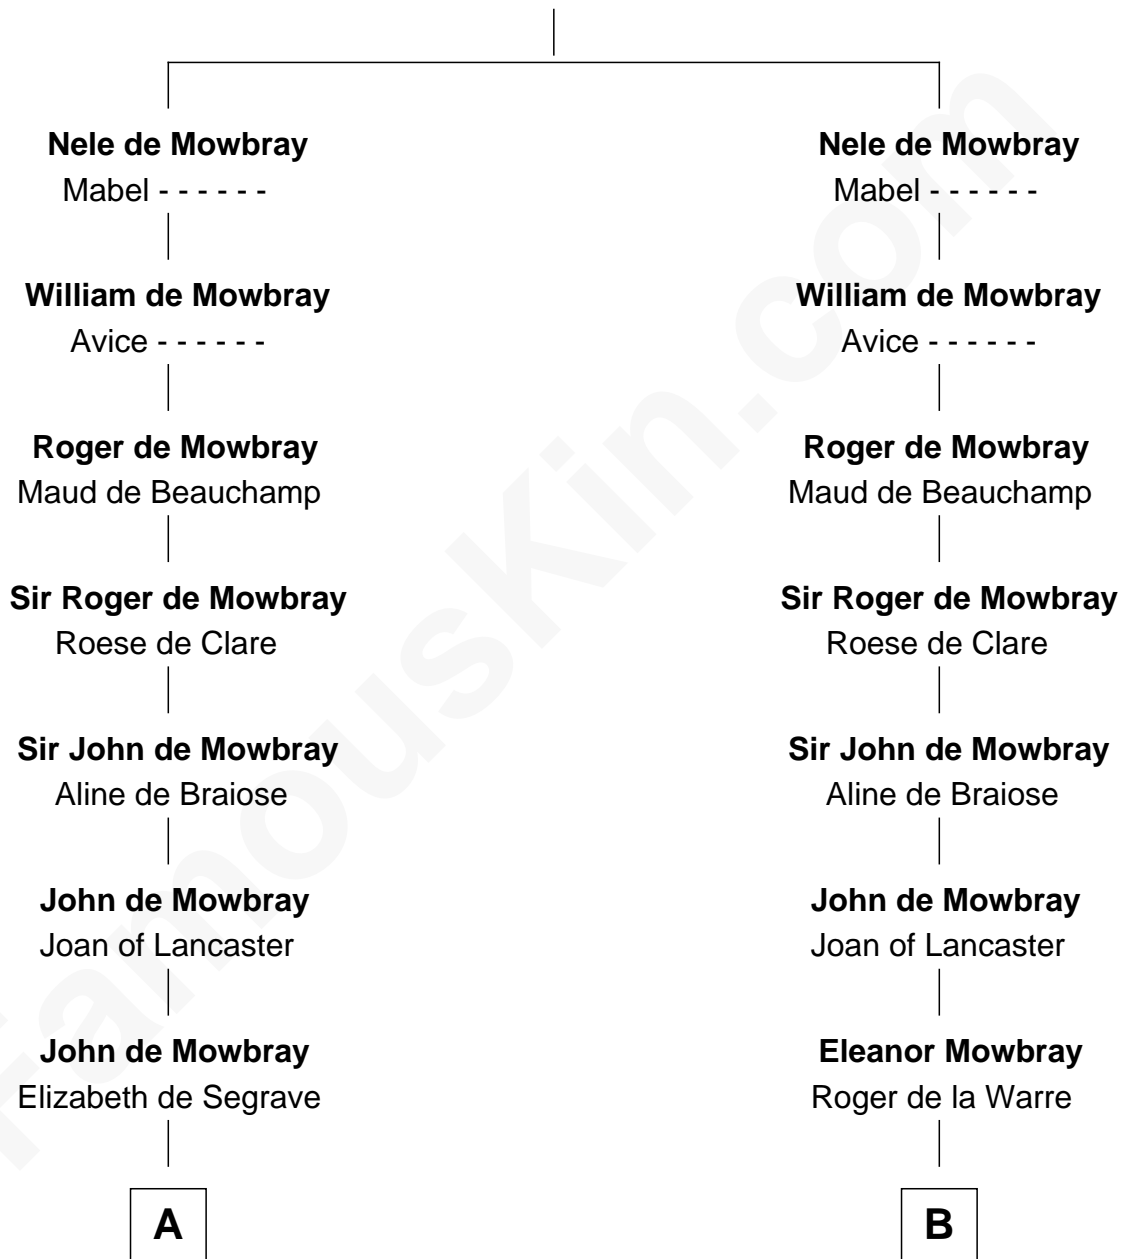 Nele de Mowbray
Mabel - - - - - -
William de Mowbray
Avice - - - - - -
Roger de Mowbray
Maud de Beauchamp
Sir Roger de Mowbray
Roese de Clare
Sir John de Mowbray
Aline de Braiose
John de Mowbray
Joan of Lancaster
John de Mowbray
Elizabeth de Segrave
A
Nele de Mowbray
Mabel - - - - - -
William de Mowbray
Avice - - - - - -
Roger de Mowbray
Maud de Beauchamp
Sir Roger de Mowbray
Roese de Clare
Sir John de Mowbray
Aline de Braiose
John de Mowbray
Joan of Lancaster
Eleanor Mowbray
Roger de la Warre
B
FamousKin.com